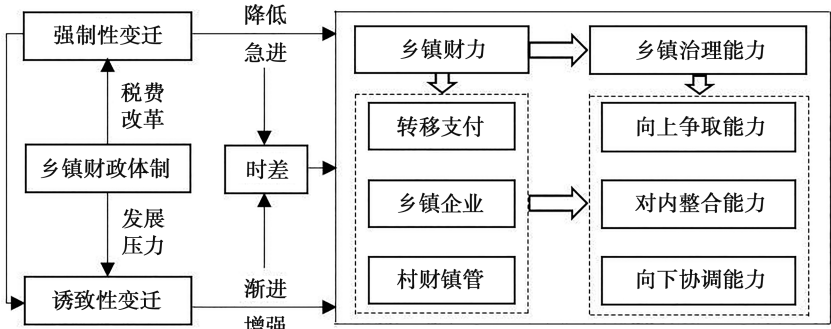 强制性变迁
降低
急进
乡镇财力
乡镇治理能力
税费
改革
转移支付
向上争取能力
乡镇财政体制
时差
乡镇企业
对内整合能力
发展
压力
村财镇管
向下协调能力
诱致性变迁
渐进
增强